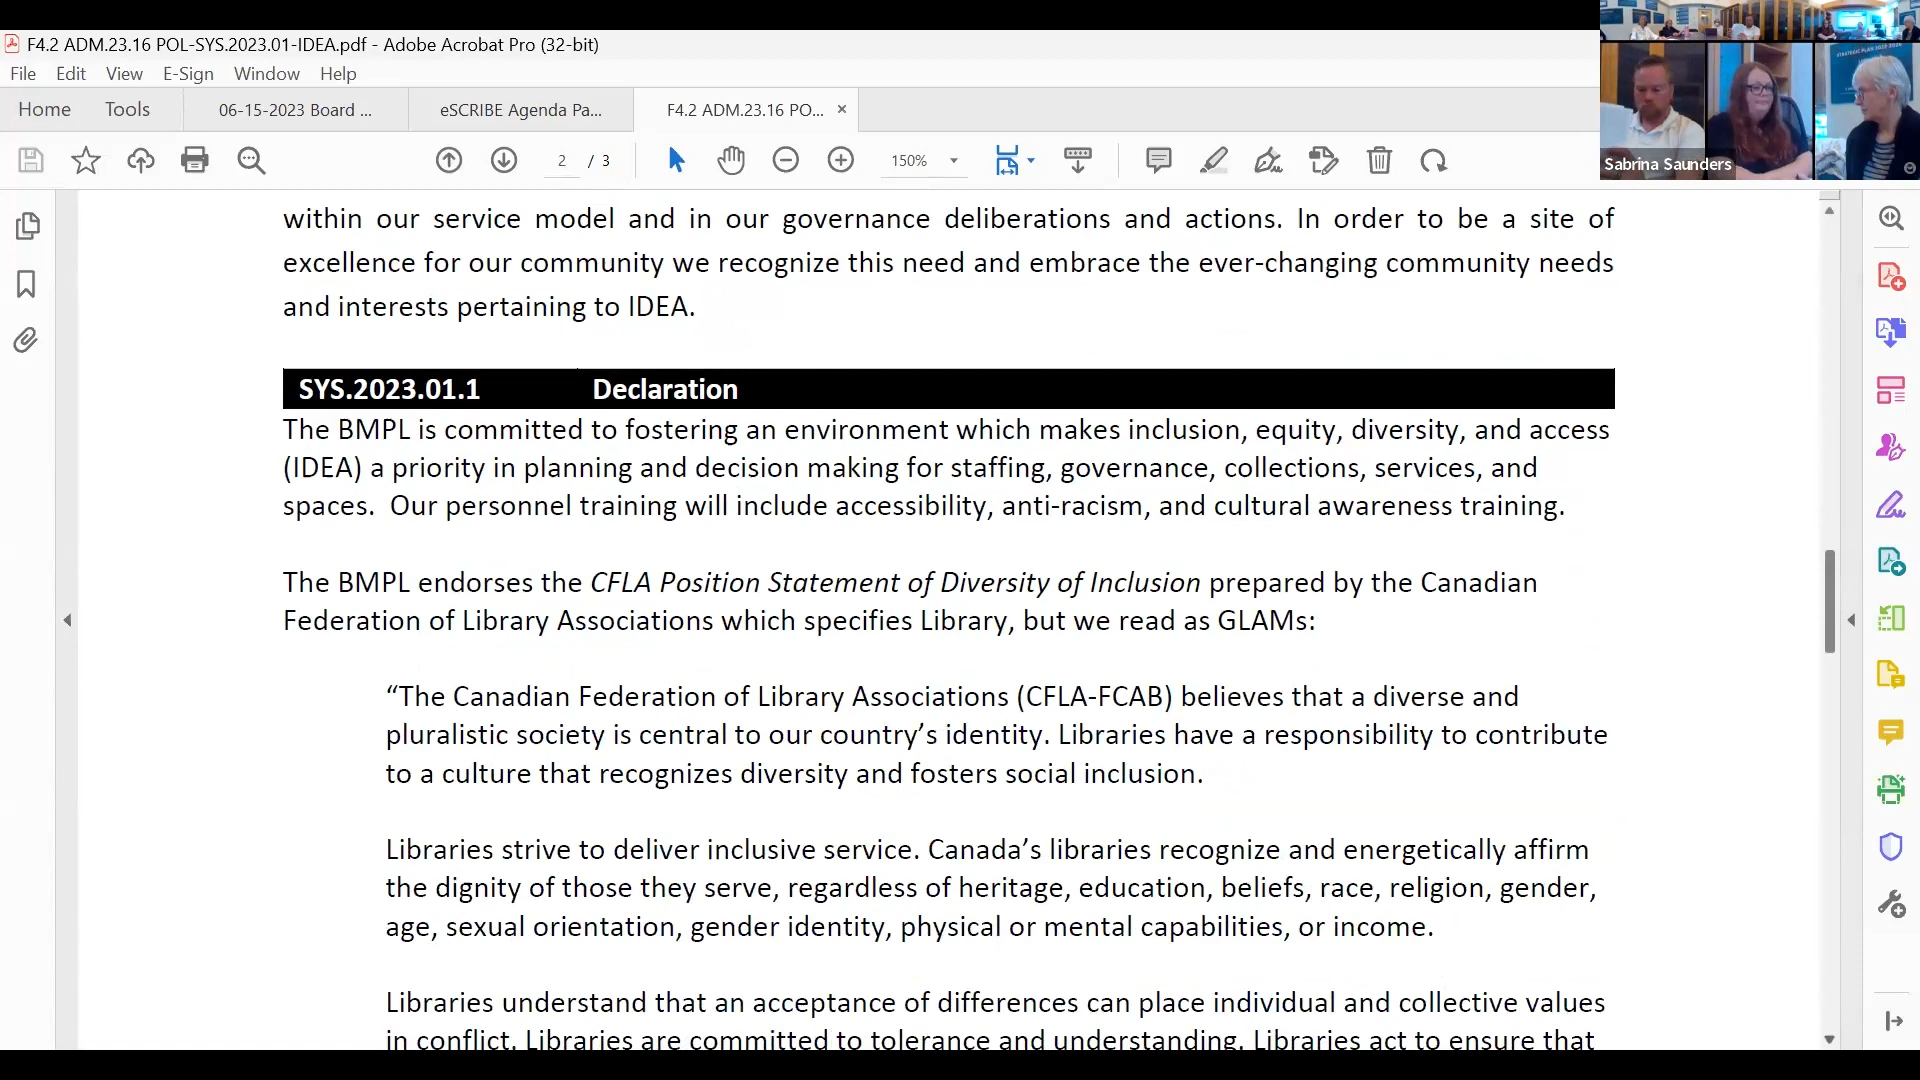 F4.2 ADM.23.16 POL-SYS.2023.01-IDEA.pdf - Adobe Acrobat Pro (32-bit)
File Edit View E-Sign Window Help
Home Tools 06-15-2023 Board ... eSCRIBE Agenda Pa... F4.2 ADM.23.16 PO... ×
2 / 3 150%
STRATEGIC PLAN
Sabrina Saunders
within our service model and in our governance deliberations and actions. In order to be a site of
excellence for our community we recognize this need and embrace the ever-changing community needs
and interests pertaining to IDEA.
SYS.2023.01.1 Declaration
The BMPL is committed to fostering an environment which makes inclusion, equity, diversity, and access
(IDEA) a priority in planning and decision making for staffing, governance, collections, services, and
spaces.  Our personnel training will include accessibility, anti-racism, and cultural awareness training.
The BMPL endorses the CFLA Position Statement of Diversity of Inclusion prepared by the Canadian
Federation of Library Associations which specifies Library, but we read as GLAMs:
“The Canadian Federation of Library Associations (CFLA-FCAB) believes that a diverse and
pluralistic society is central to our country’s identity. Libraries have a responsibility to contribute
to a culture that recognizes diversity and fosters social inclusion.
Libraries strive to deliver inclusive service. Canada’s libraries recognize and energetically affirm
the dignity of those they serve, regardless of heritage, education, beliefs, race, religion, gender,
age, sexual orientation, gender identity, physical or mental capabilities, or income.
Libraries understand that an acceptance of differences can place individual and collective values
in conflict. Libraries are committed to tolerance and understanding. Libraries act to ensure that